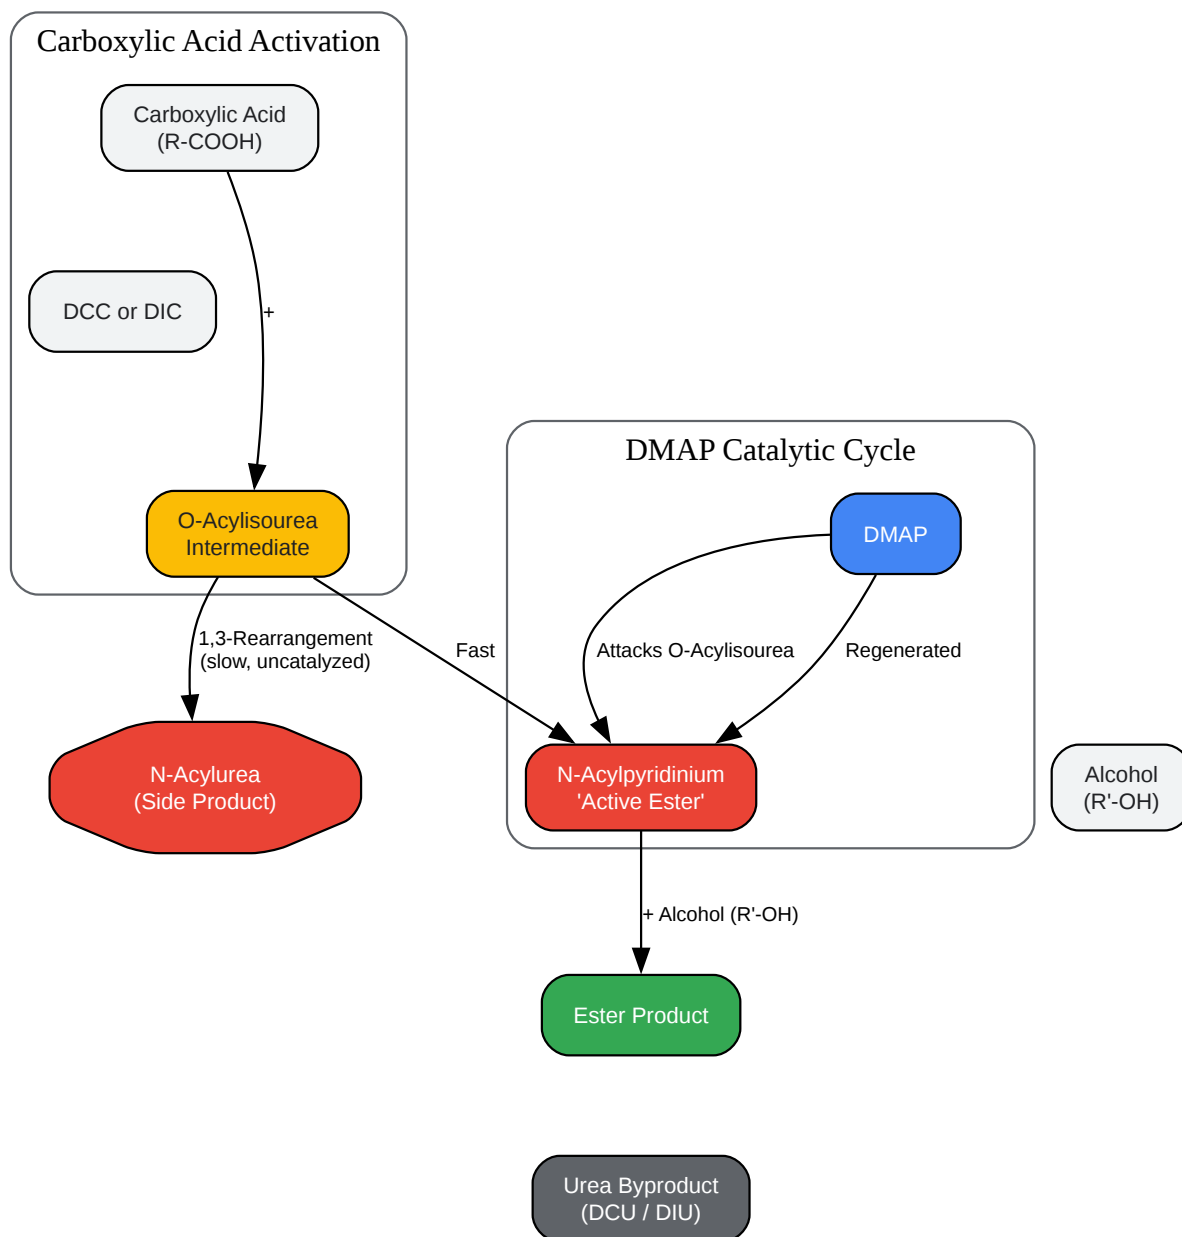 Carboxylic Acid Activation
Carboxylic Acid
(R-COOH)
DCC or DIC
+
DMAP Catalytic Cycle
O-Acylisourea
Intermediate
DMAP
1,3-Rearrangement
(slow, uncatalyzed)
Fast
Attacks O-Acylisourea
Regenerated
N-Acylurea
(Side Product)
N-Acylpyridinium
'Active Ester'
Alcohol
(R'-OH)
+ Alcohol (R'-OH)
Ester Product
Urea Byproduct
(DCU / DIU)